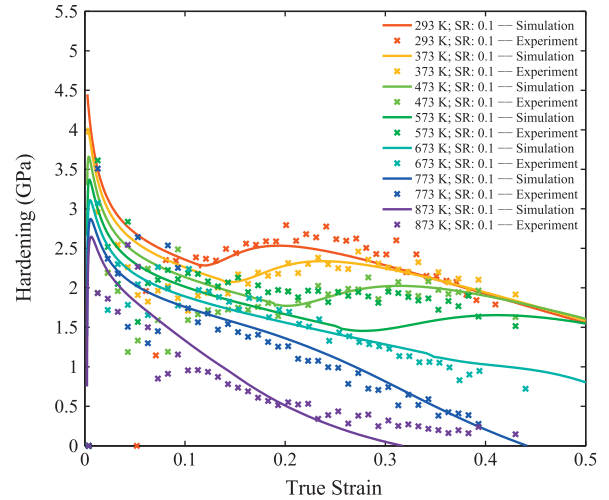 5.5
5
4.5
4
3.5
3
2.5
2
1.5
1
0.5
0
Hardening (GPa)
293 K; SR: 0.1 — Simulation
293 K; SR: 0.1 — Experiment
373 K; SR: 0.1 — Simulation
373 K; SR: 0.1 — Experiment
473 K; SR: 0.1 — Simulation
473 K; SR: 0.1 — Experiment
573 K; SR: 0.1 — Simulation
573 K; SR: 0.1 — Experiment
673 K; SR: 0.1 — Simulation
673 K; SR: 0.1 — Experiment
773 K; SR: 0.1 — Simulation
773 K; SR: 0.1 — Experiment
873 K; SR: 0.1 — Simulation
873 K; SR: 0.1 — Experiment
0 0.1 0.2 0.3 0.4 0.5
True Strain